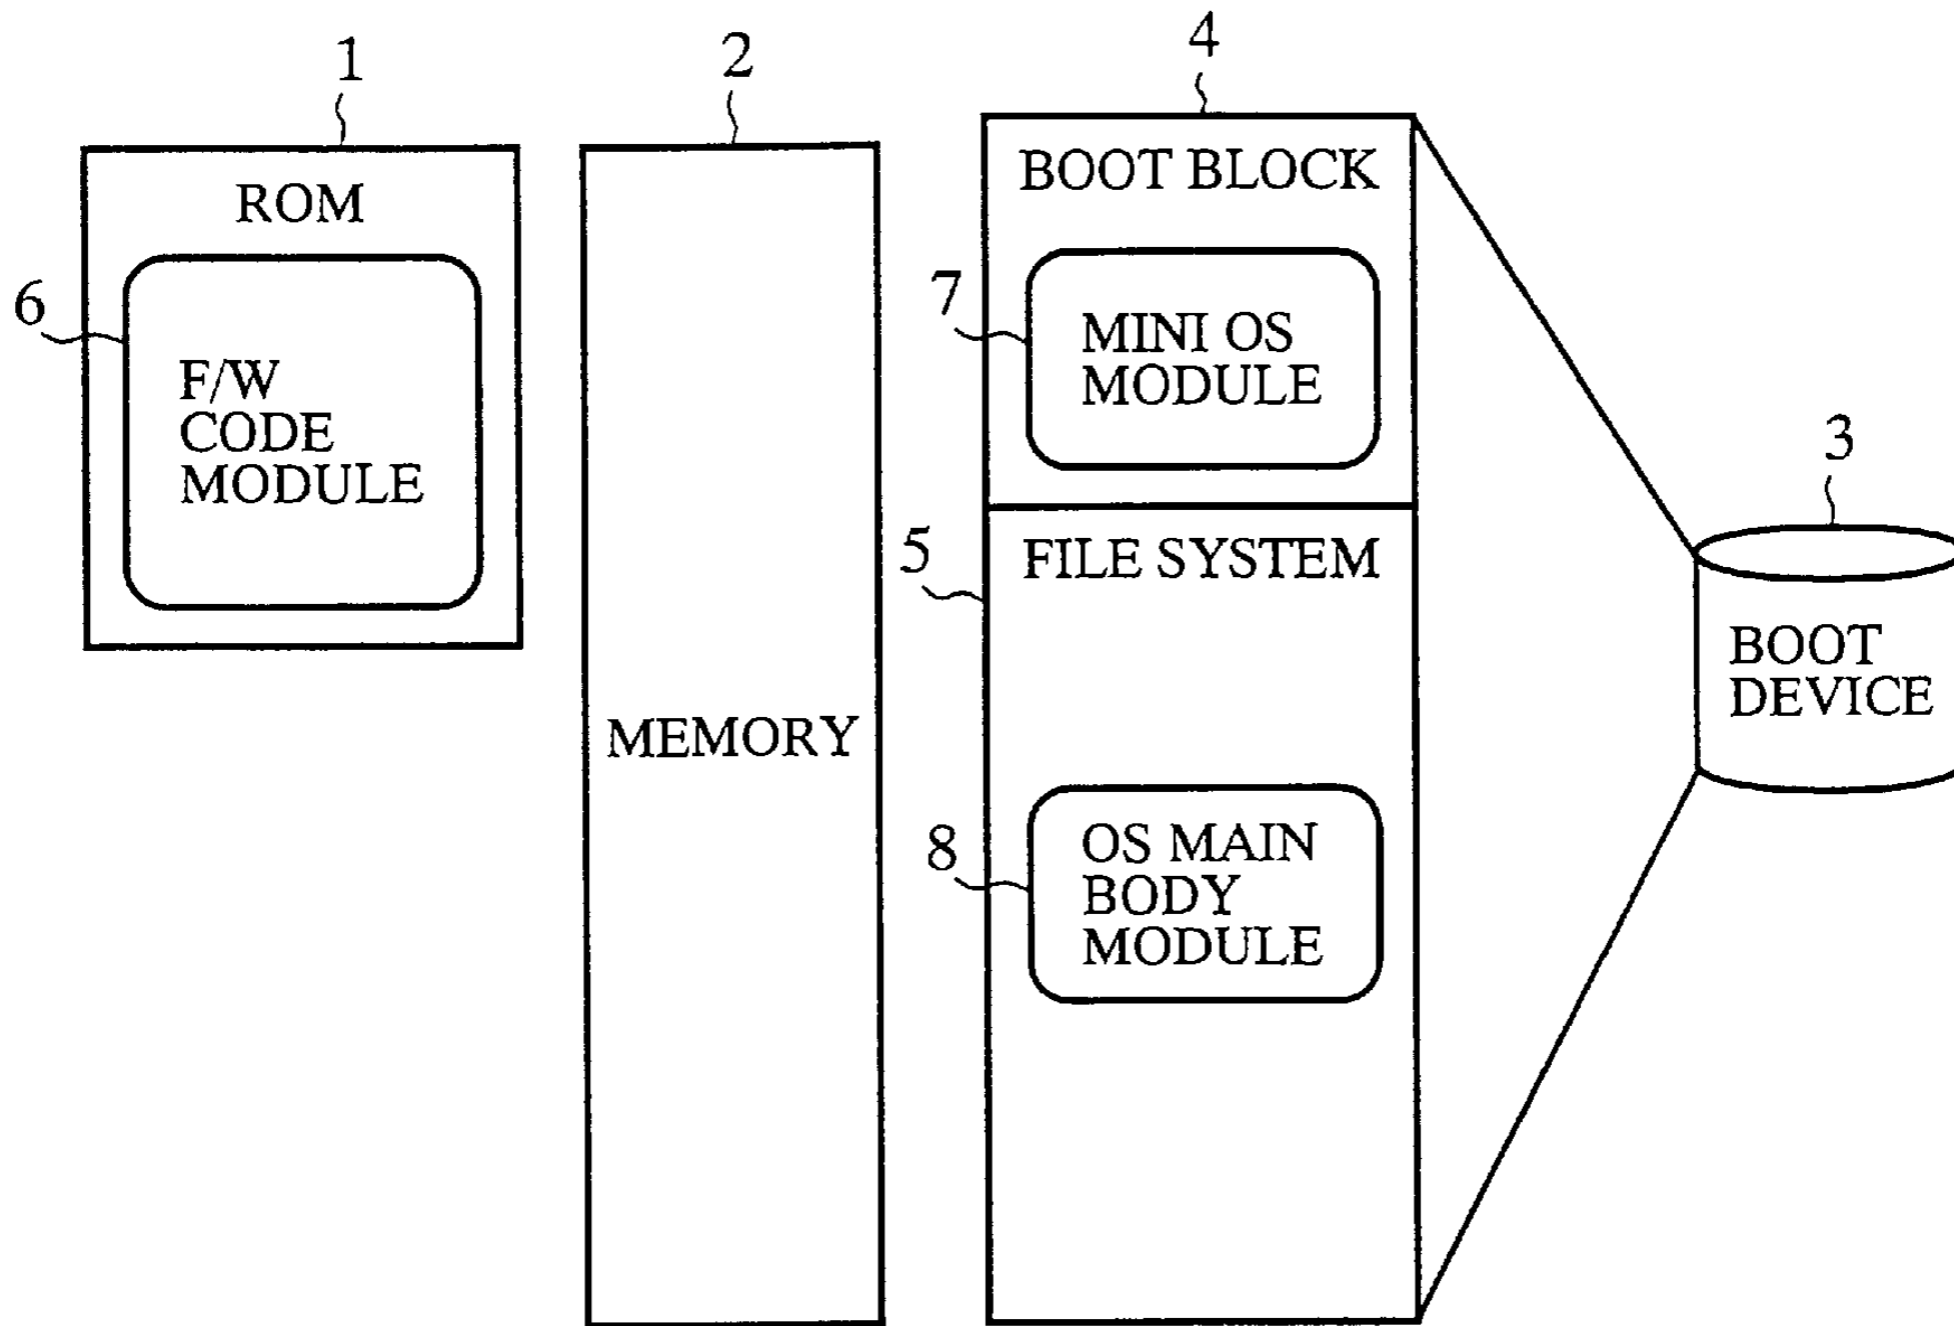 1
ROM
6
F/W
CODE
MODULE
2
MEMORY
4
BOOT BLOCK
7
MINI OS
MODULE
5
FILE SYSTEM
8
OS MAIN
BODY
MODULE
3
BOOT
DEVICE